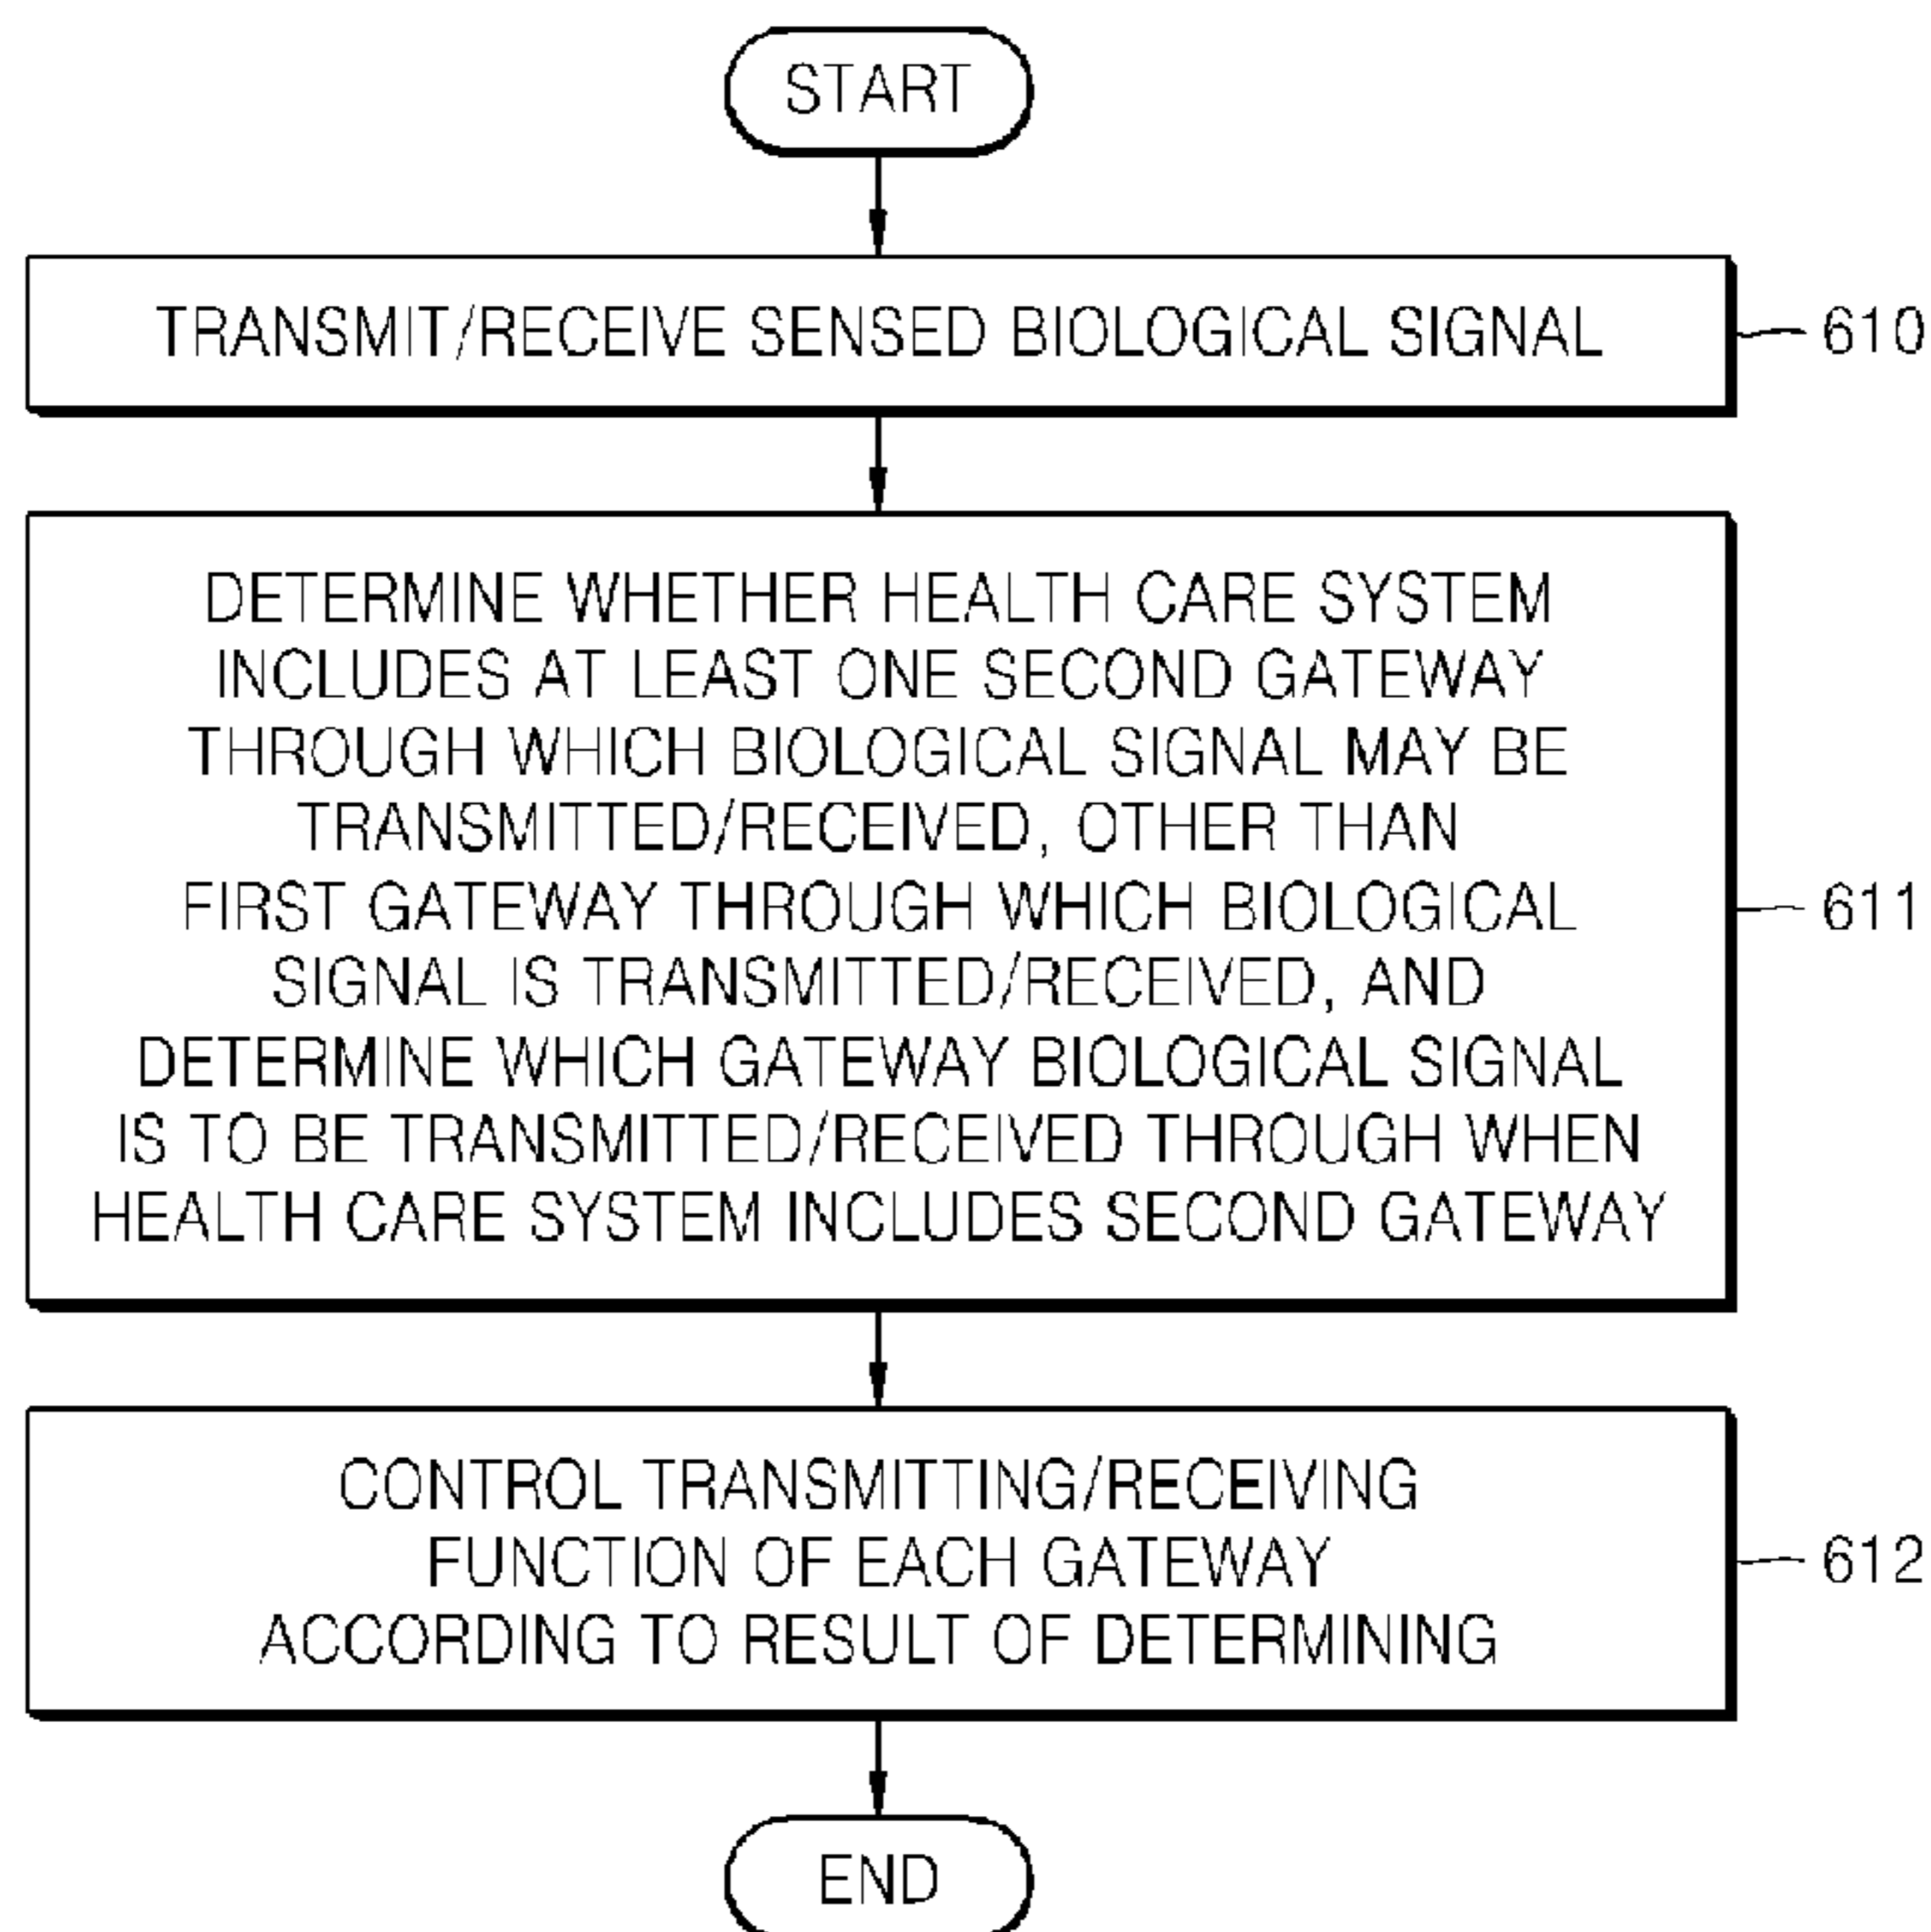 START
TRANSMIT/RECEIVE SENSED BIOLOGICAL SIGNAL
610
DETERMINE WHETHER HEALTH CARE SYSTEM
INCLUDES AT LEAST ONE SECOND GATEWAY
THROUGH WHICH BIOLOGICAL SIGNAL MAY BE
TRANSMITTED/RECEIVED, OTHER THAN
FIRST GATEWAY THROUGH WHICH BIOLOGICAL
SIGNAL IS TRANSMITTED/RECEIVED, AND
DETERMINE WHICH GATEWAY BIOLOGICAL SIGNAL
IS TO BE TRANSMITTED/RECEIVED THROUGH WHEN
HEALTH CARE SYSTEM INCLUDES SECOND GATEWAY
611
CONTROL TRANSMITTING/RECEIVING
FUNCTION OF EACH GATEWAY
ACCORDING TO RESULT OF DETERMINING
612
END